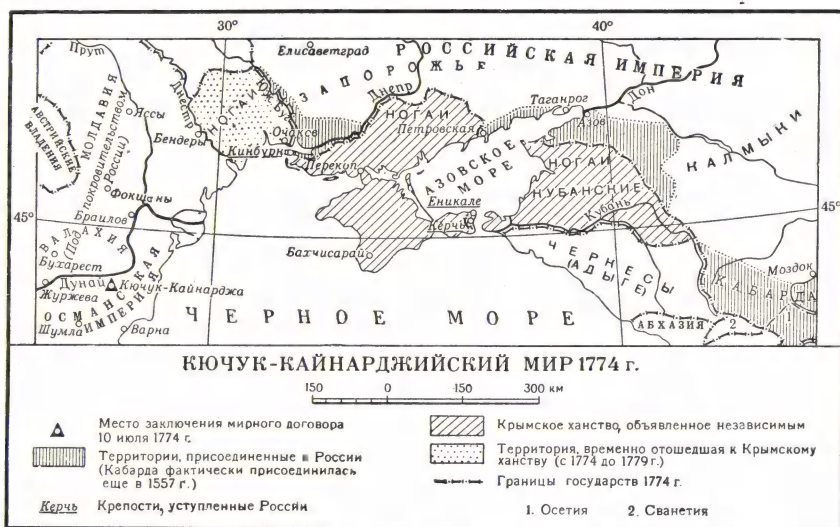 30°
40°
Прут
Елисаветград
РОССИЙСКАЯ ИМПЕРИЯ
ЗАПОРОЖЬЕ
Днепр
Дон
Таганрог
Азов
АВСТРИЙСКИЕ
ВЛАДЕНИЯ
МОЛДАВИЯ
(Под покровительством
России)
Яссы
Днестр
Бендеры
НОГАИ
Очаков
Кинбурн
НОГАИ
Петровская
Перекоп
АЗОВСКОЕ
МОРЕ
НОГАИ
КУБАНСКИЕ
Кубань
КАЛМЫКИ
Фокшаны
45°
45°
Браилов
ВАЛАХИЯ
(Под
Бухарест
Дунай
Журжева
Кючук-Кайнарджа
ОСМАНСКАЯ
ИМПЕРИЯ
Шумла
Варна
Еникале
Керчь
Бахчисарай
ЧЕРКЕСЫ
(АДЫГЕ)
Моздок
КАБАРДА
АБХАЗИЯ
2
1
ЧЕРНОЕ МОРЕ
КЮЧУК-КАЙНАРДЖИЙСКИЙ МИР 1774 г.
150 0 150 300 км
Место заключения мирного договора
10 июля 1774 г.
Территории, присоединенные к России
(Кабарда фактически присоединилась
еще в 1557 г.)
Керчь Крепости, уступленные России
Крымское ханство, объявленное независимым
Территория, временно отошедшая к Крымскому
ханству (с 1774 до 1779 г.)
Границы государств 1774 г.
1. Осетия 2. Сванетия